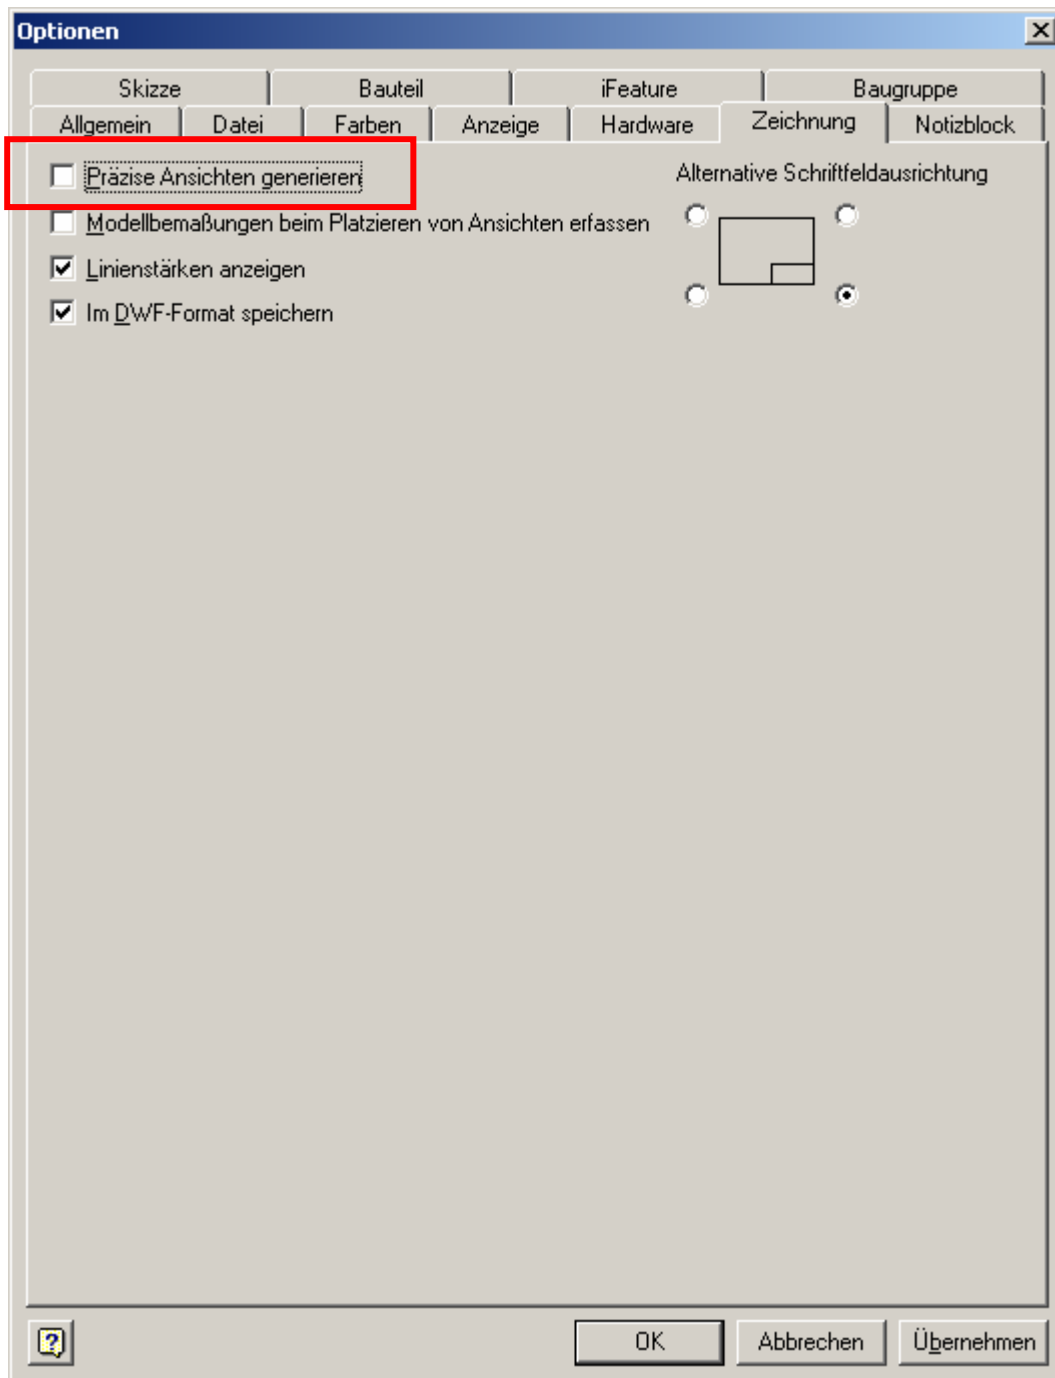 Optionen
Skizze Bauteil iFeature Baugruppe
Allgemein Datei Farben Anzeige Hardware Zeichnung Notizblock
Präzise Ansichten generieren
Alternative Schriftfeldausrichtung
Modellbemaßungen beim Platzieren von Ansichten erfassen
Linienstärken anzeigen
Im DWF-Format speichern
OK Abbrechen Übernehmen